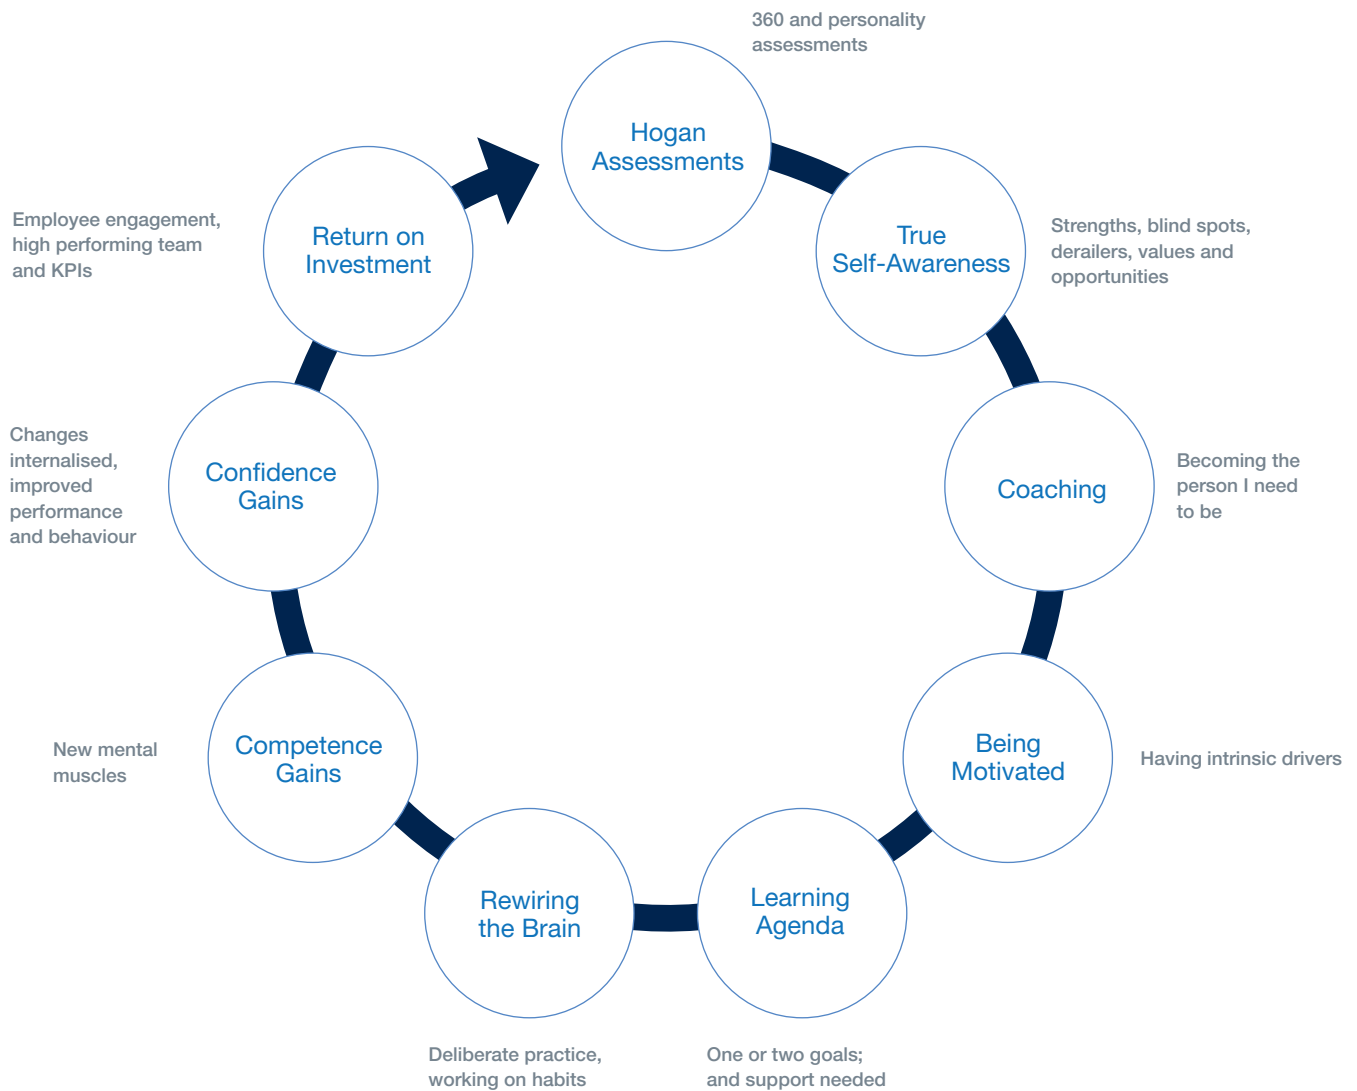 360 and personality
assessments
Hogan
Assessments
True
Self-Awareness
Strengths, blind spots,
derailers, values and
opportunities
Coaching
Becoming the
person I need
to be
Being
Motivated
Having intrinsic drivers
Learning
Agenda
One or two goals;
and support needed
Rewiring
the Brain
Deliberate practice,
working on habits
Competence
Gains
New mental
muscles
Confidence
Gains
Changes
internalised,
improved
performance
and behaviour
Return on
Investment
Employee engagement,
high performing team
and KPIs